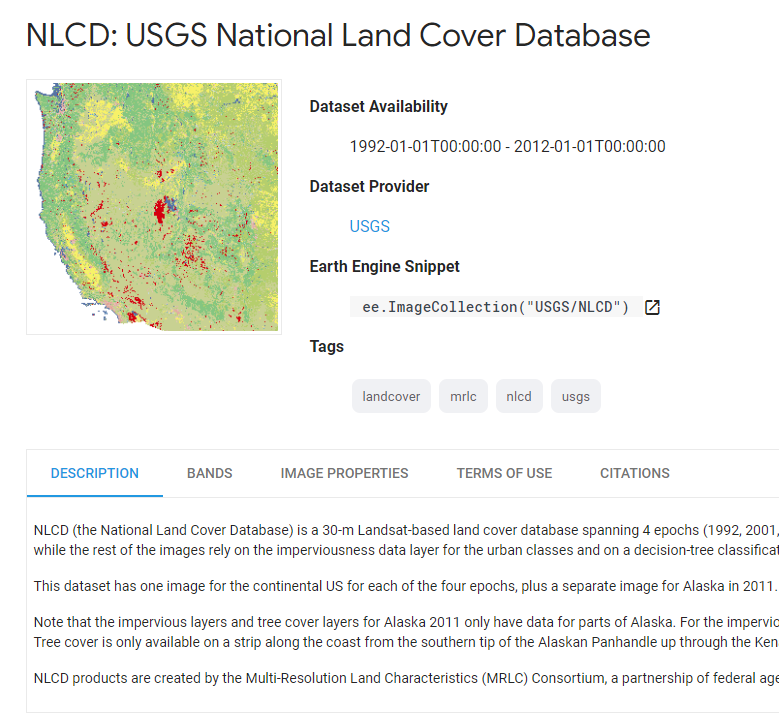 NLCD: USGS National Land Cover Database
Dataset Availability
1992-01-01T00:00:00 - 2012-01-01T00:00:00
Dataset Provider
USGS
Earth Engine Snippet
ee.ImageCollection("USGS/NLCD")
Tags
landcover mrlc nlcd usgs
DESCRIPTION BANDS IMAGE PROPERTIES TERMS OF USE CITATIONS
NLCD (the National Land Cover Database) is a 30-m Landsat-based land cover database spanning 4 epochs (1992, 2001,
while the rest of the images rely on the imperviousness data layer for the urban classes and on a decision-tree classificat
This dataset has one image for the continental US for each of the four epochs, plus a separate image for Alaska in 2011.
Note that the impervious layers and tree cover layers for Alaska 2011 only have data for parts of Alaska. For the impervio
Tree cover is only available on a strip along the coast from the southern tip of the Alaskan Panhandle up through the Ken
NLCD products are created by the Multi-Resolution Land Characteristics (MRLC) Consortium, a partnership of federal age